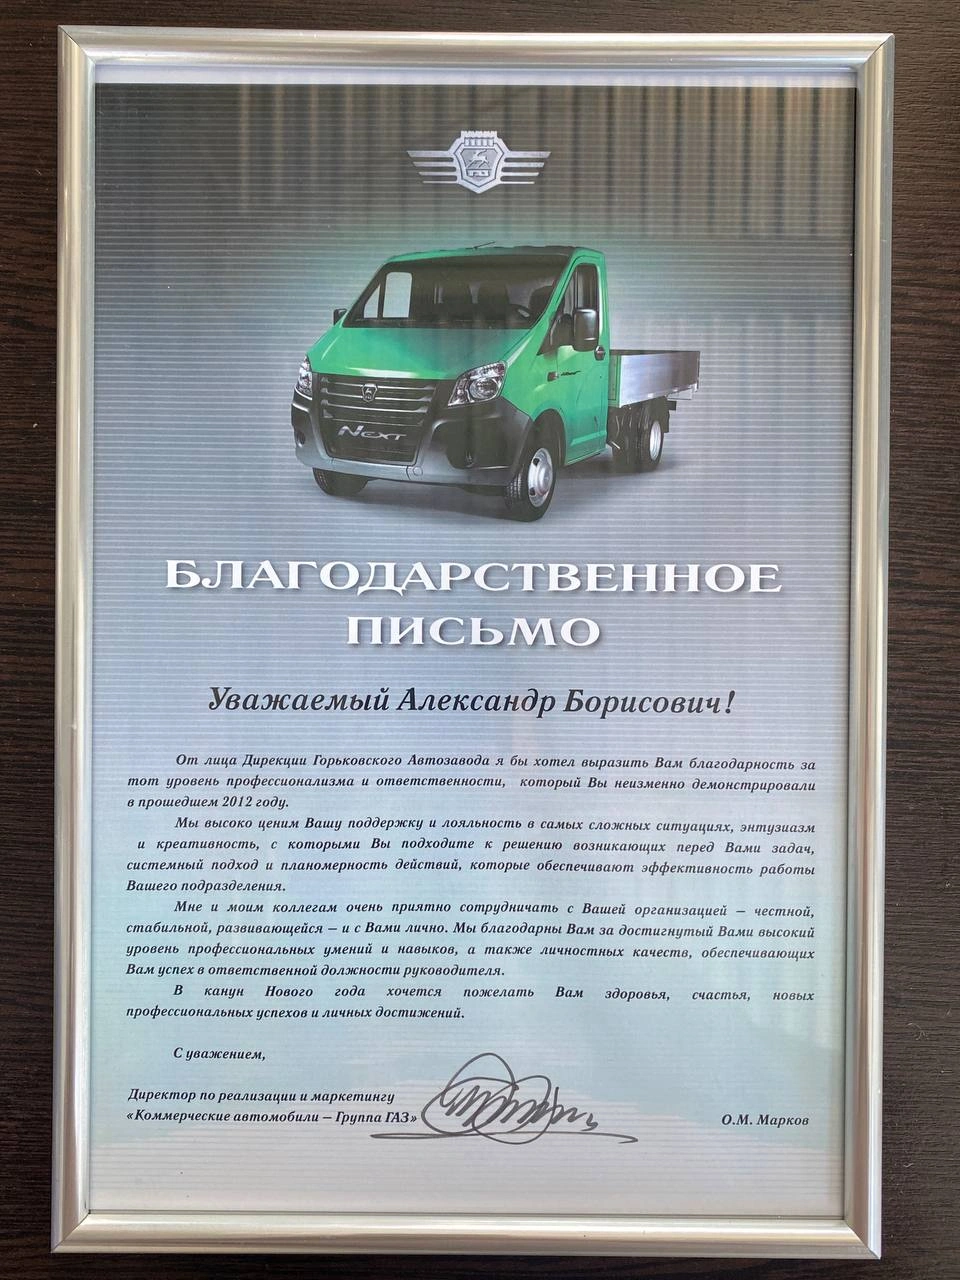 Next
БЛАГОДАРСТВЕННОЕ
ПИСЬМО
Уважаемый Александр Борисович!
От лица Дирекции Горьковского Автозавода я бы хотел выразить Вам благодарность за
тот уровень профессионализма и ответственности, который Вы неизменно демонстрировали
в прошедшем 2012 году.
Мы высоко ценим Вашу поддержку и лояльность в самых сложных ситуациях, энтузиазм
и креативность, с которыми Вы подходите к решению возникающих перед Вами задач,
системный подход и планомерность действий, которые обеспечивают эффективность работы
Вашего подразделения.
Мне и моим коллегам очень приятно сотрудничать с Вашей организацией – честной,
стабильной, развивающейся – и с Вами лично. Мы благодарны Вам за достигнутый Вами высокий
уровень профессиональных умений и навыков, а также личностных качеств, обеспечивающих
Вам успех в ответственной должности руководителя.
В канун Нового года хочется пожелать Вам здоровья, счастья, новых
профессиональных успехов и личных достижений.
С уважением,
Директор по реализации и маркетингу
«Коммерческие автомобили – Группа ГАЗ»
О.М. Марков